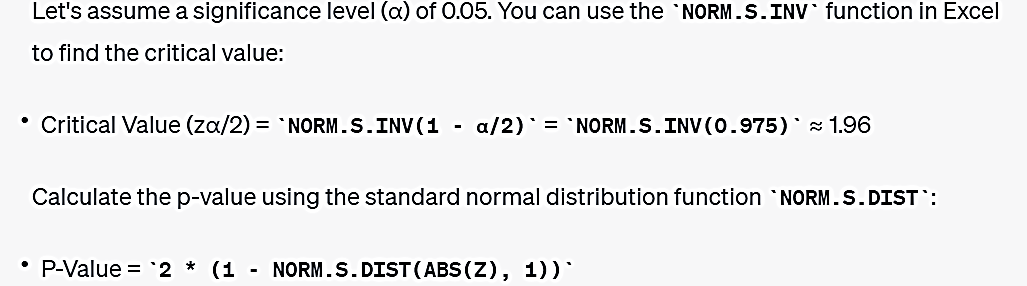 Let's assume a significance level (α) of 0.05. You can use the `NORM.S.INV` function in Excel
to find the critical value:
• Critical Value (zα/2) = `NORM.S.INV(1 - α/2)` = `NORM.S.INV(0.975)` ≈ 1.96
Calculate the p-value using the standard normal distribution function `NORM.S.DIST`:
• P-Value = `2 * (1 - NORM.S.DIST(ABS(Z), 1))`